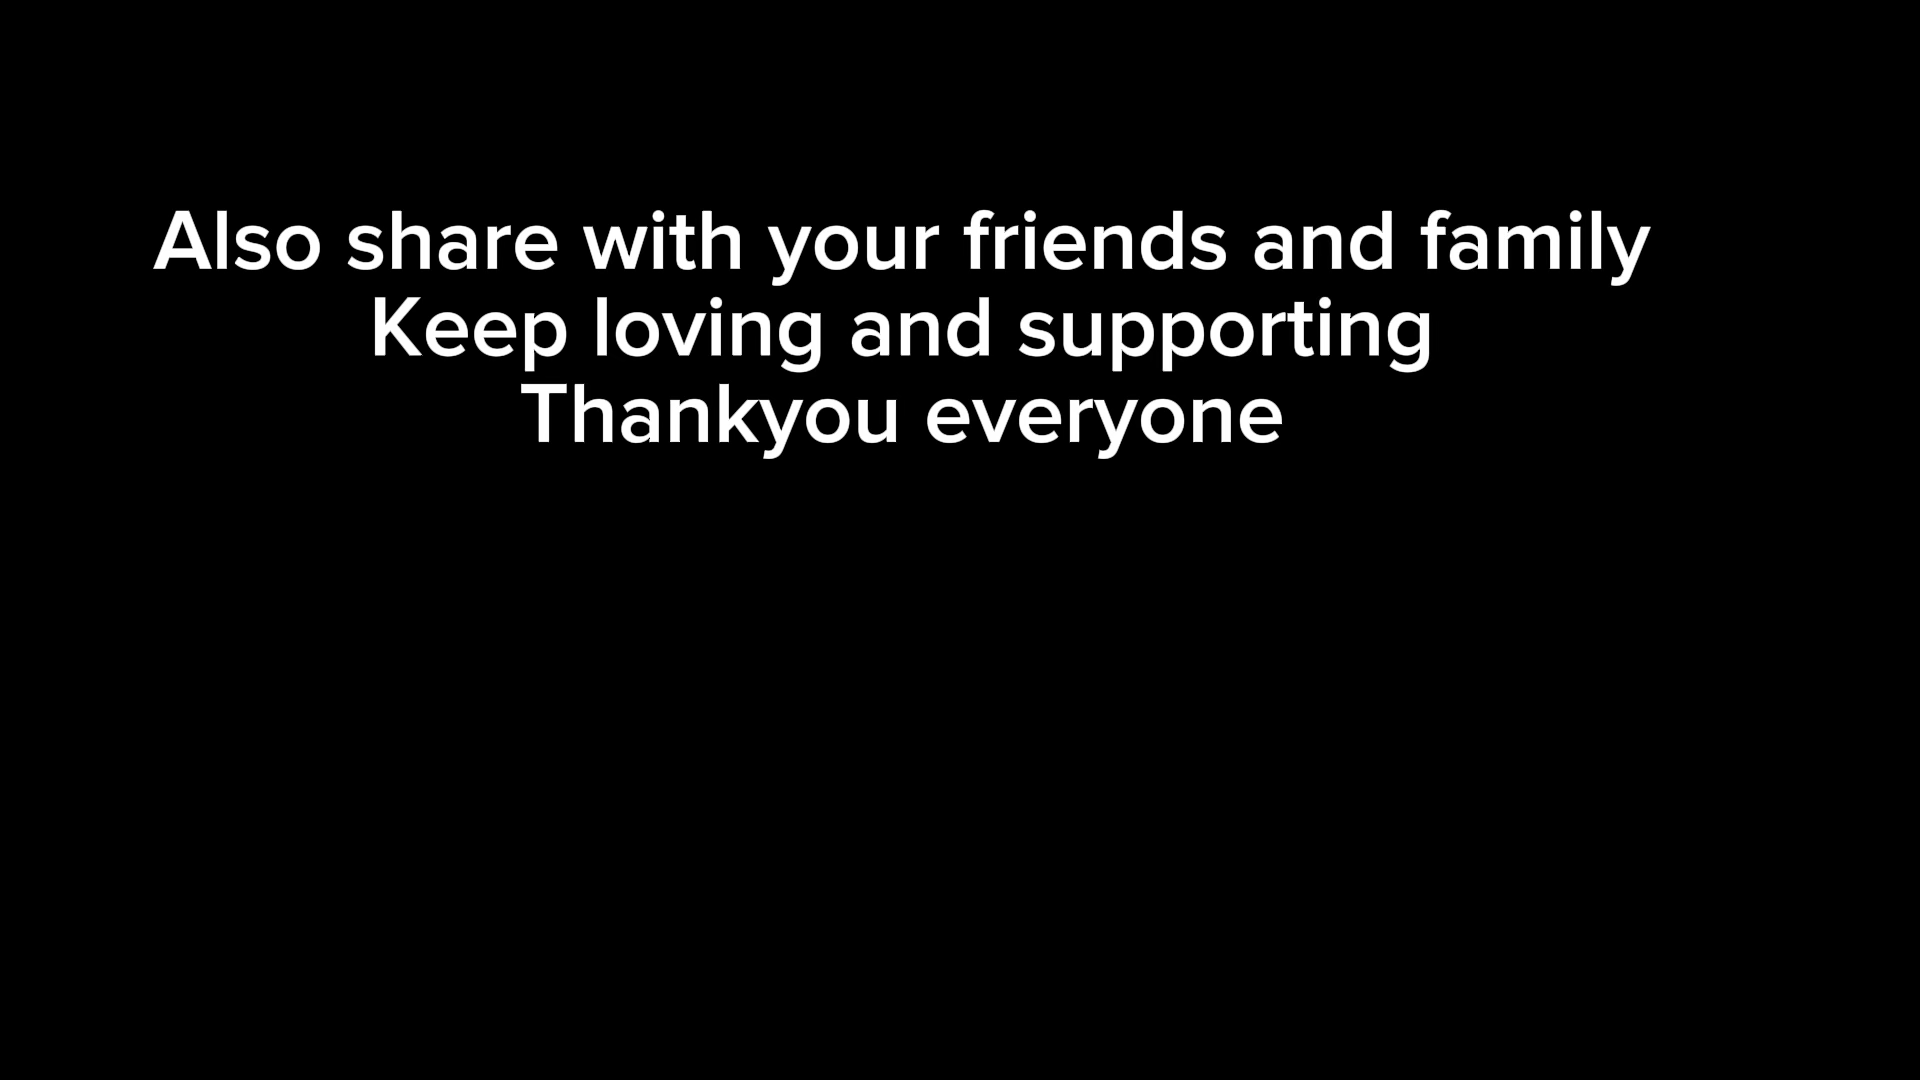 Also share with your friends and family
Keep loving and supporting
Thankyou everyone